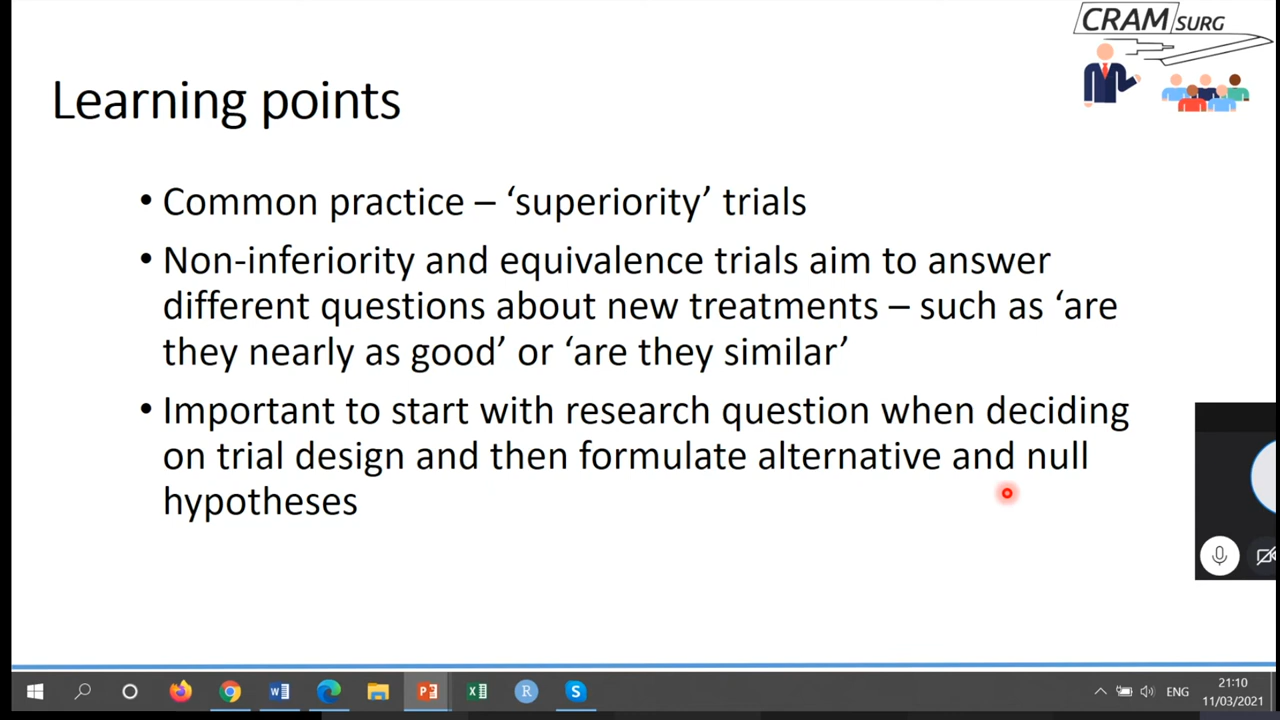 CRAM SURG
Learning points
• Common practice – ‘superiority’ trials
• Non-inferiority and equivalence trials aim to answer
different questions about new treatments – such as ‘are
they nearly as good’ or ‘are they similar’
• Important to start with research question when deciding
on trial design and then formulate alternative and null
hypotheses
ENG
21:10
11/03/2021